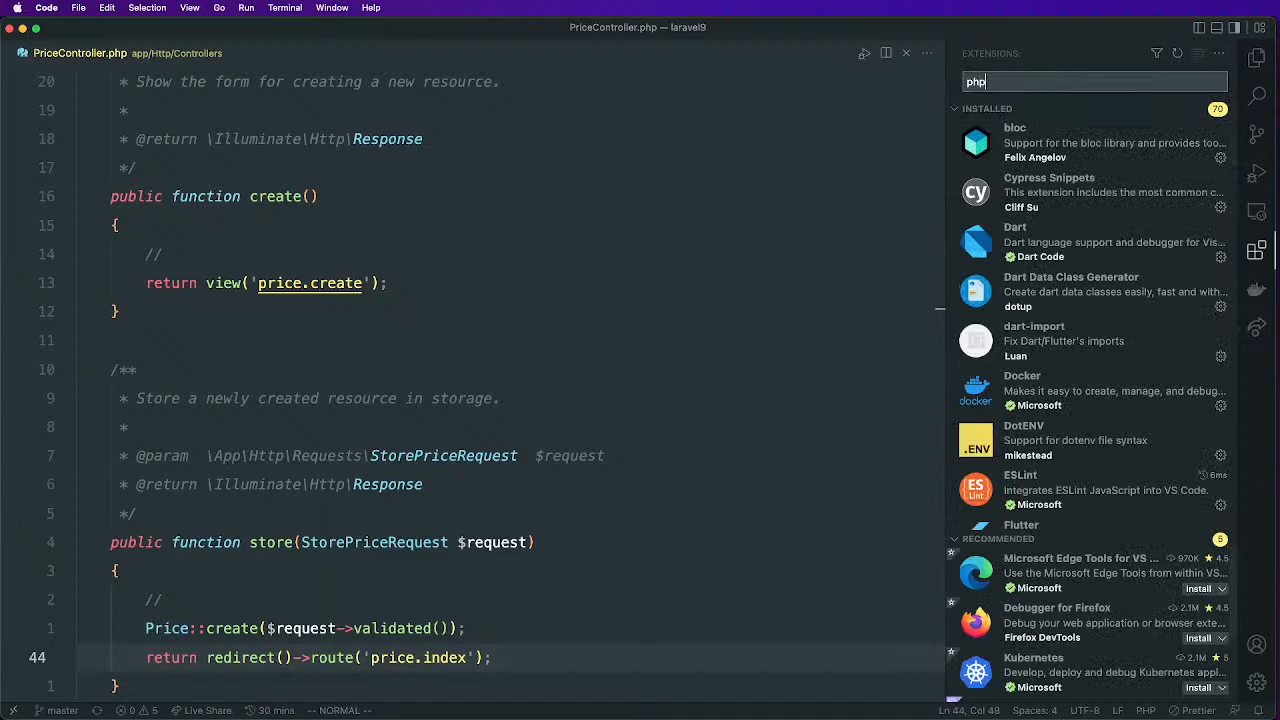 Code File Edit Selection View Go Run Terminal Window Help
PriceController.php — laravel9
PriceController.php app/Http/Controllers
20 * Show the form for creating a new resource.
19 *
18 * @return \Illuminate\Http\Response
17 */
16 public function create()
15 {
14 //
13 return view('price.create');
12 }
11
10 /**
9 * Store a newly created resource in storage.
8 *
7 * @param \App\Http\Requests\StorePriceRequest $request
6 * @return \Illuminate\Http\Response
5 */
4 public function store(StorePriceRequest $request)
3 {
2 //
1 Price::create($request->validated());
44 return redirect()->route('price.index');
1 }
EXTENSIONS:
php
INSTALLED 70
bloc
Support for the bloc library and provides too...
Felix Angelov
Cypress Snippets
cy
This extension includes the most common c...
Cliff Su
Dart
Dart language support and debugger for Vis...
Dart Code
Dart Data Class Generator
Create dart data classes easily, fast and with...
dotup
dart-import
Fix Dart/Flutter's imports
Luan
Docker
docker
Makes it easy to create, manage, and debug...
Microsoft
DotENV
.ENV
Support for dotenv file syntax
mikestead
ESLint 6ms
ES Lint
Integrates ESLint JavaScript into VS Code.
Microsoft
Flutter
RECOMMENDED 5
Microsoft Edge Tools for VS ... 970K 4.5
Use the Microsoft Edge Tools from within VS...
Microsoft Install
Debugger for Firefox 2.1M 4.5
Debug your web application or browser exter...
Firefox DevTools Install
Kubernetes 2.1M 5
Develop, deploy and debug Kubernetes appli...
Microsoft Install
master 0 5 Live Share 30 mins -- NORMAL -- Ln 44, Col 48 Spaces: 4 UTF-8 LF PHP Prettier